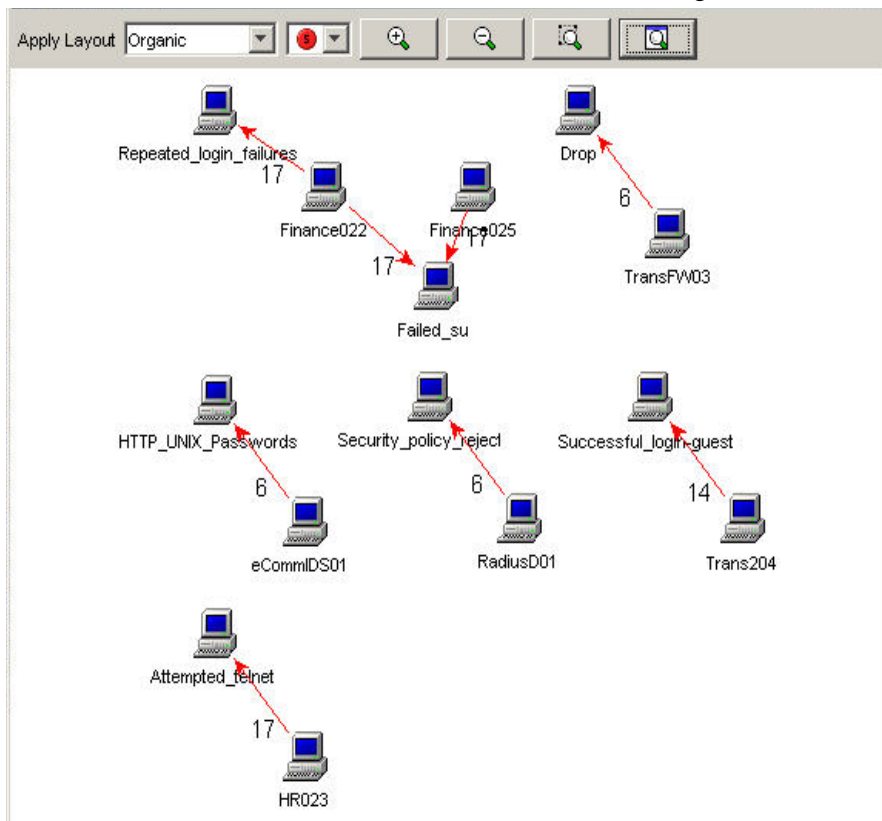 Apply Layout Organic S
Repeated_login_failures
17
Drop
6
Finance022
Finance025
17
17
TransFW03
Failed_su
HTTP_UNIX_Passwords
Security_policy_reject
Successful_login-guest
6
6
14
eCommIDS01
RadiusD01
Trans204
Attempted_telnet
17
HR023